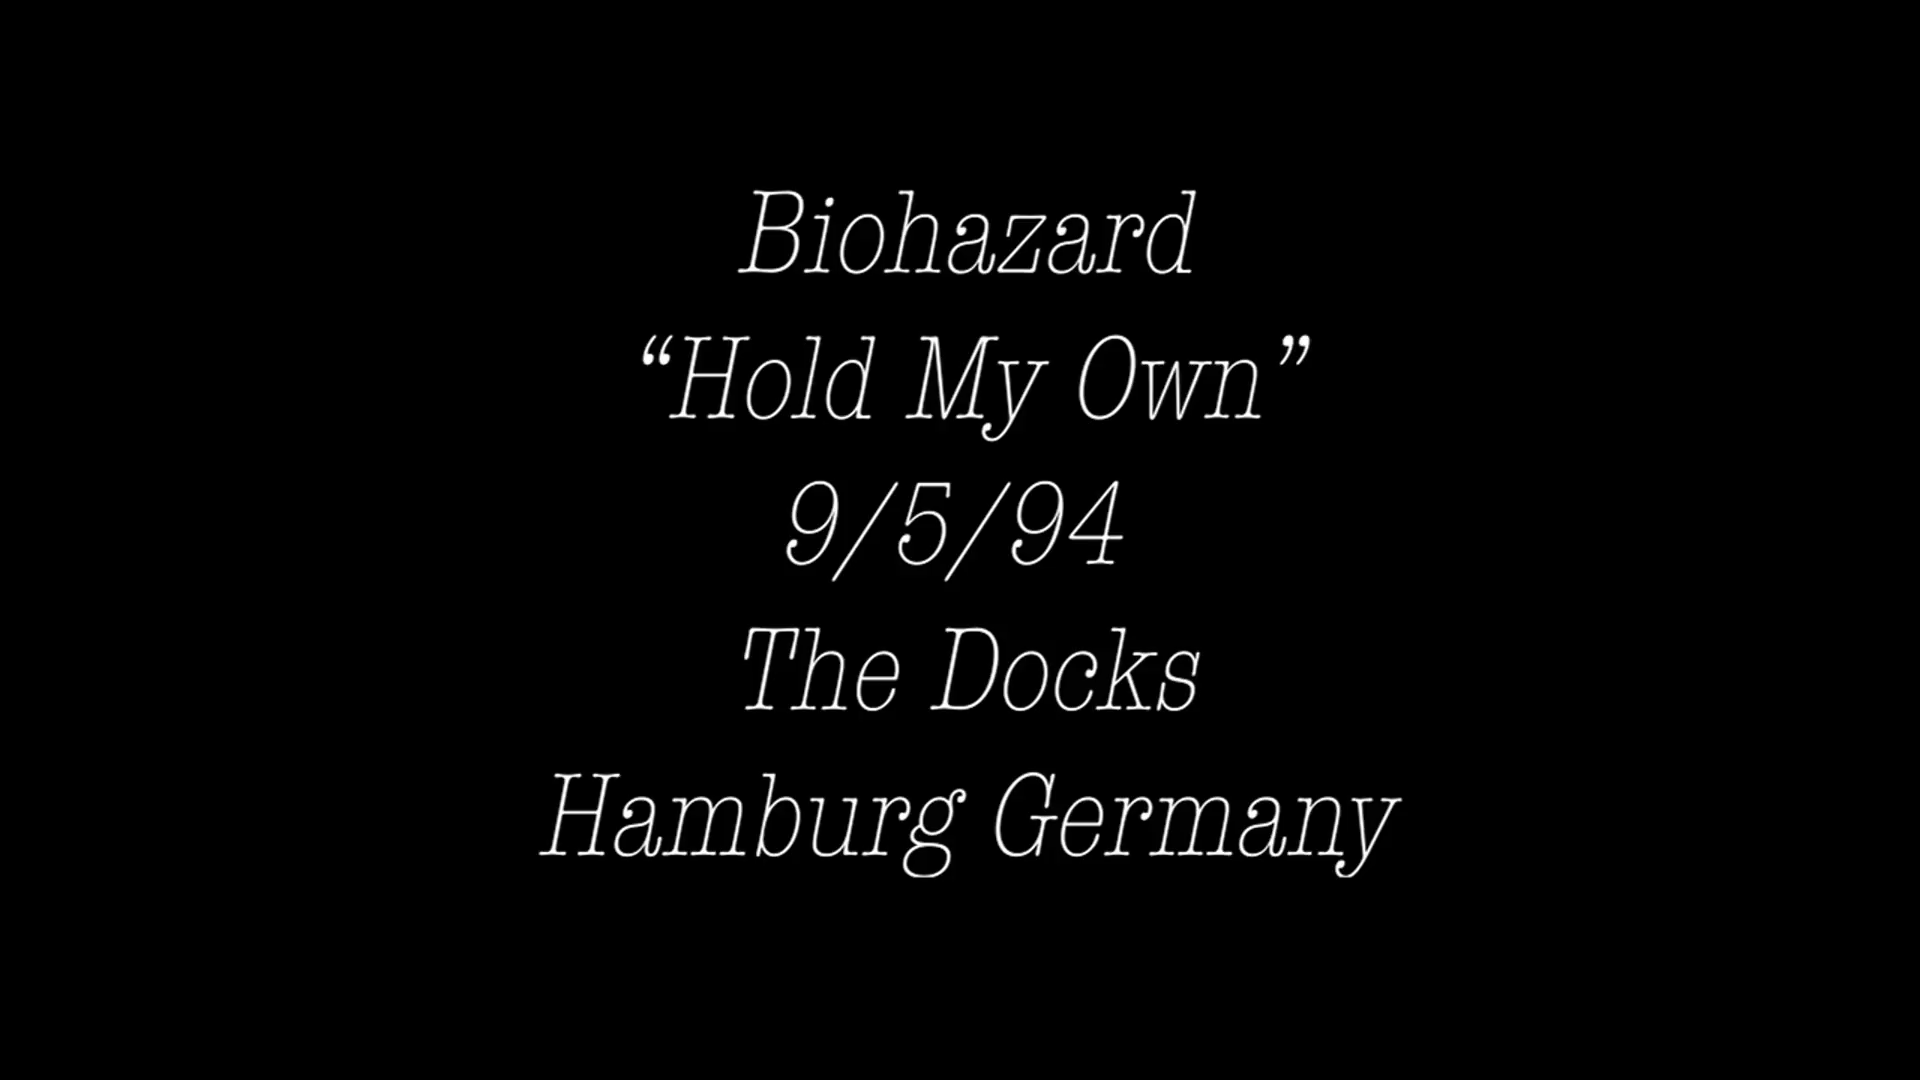 Biohazard
“Hold My Own”
9/5/94
The Docks
Hamburg Germany